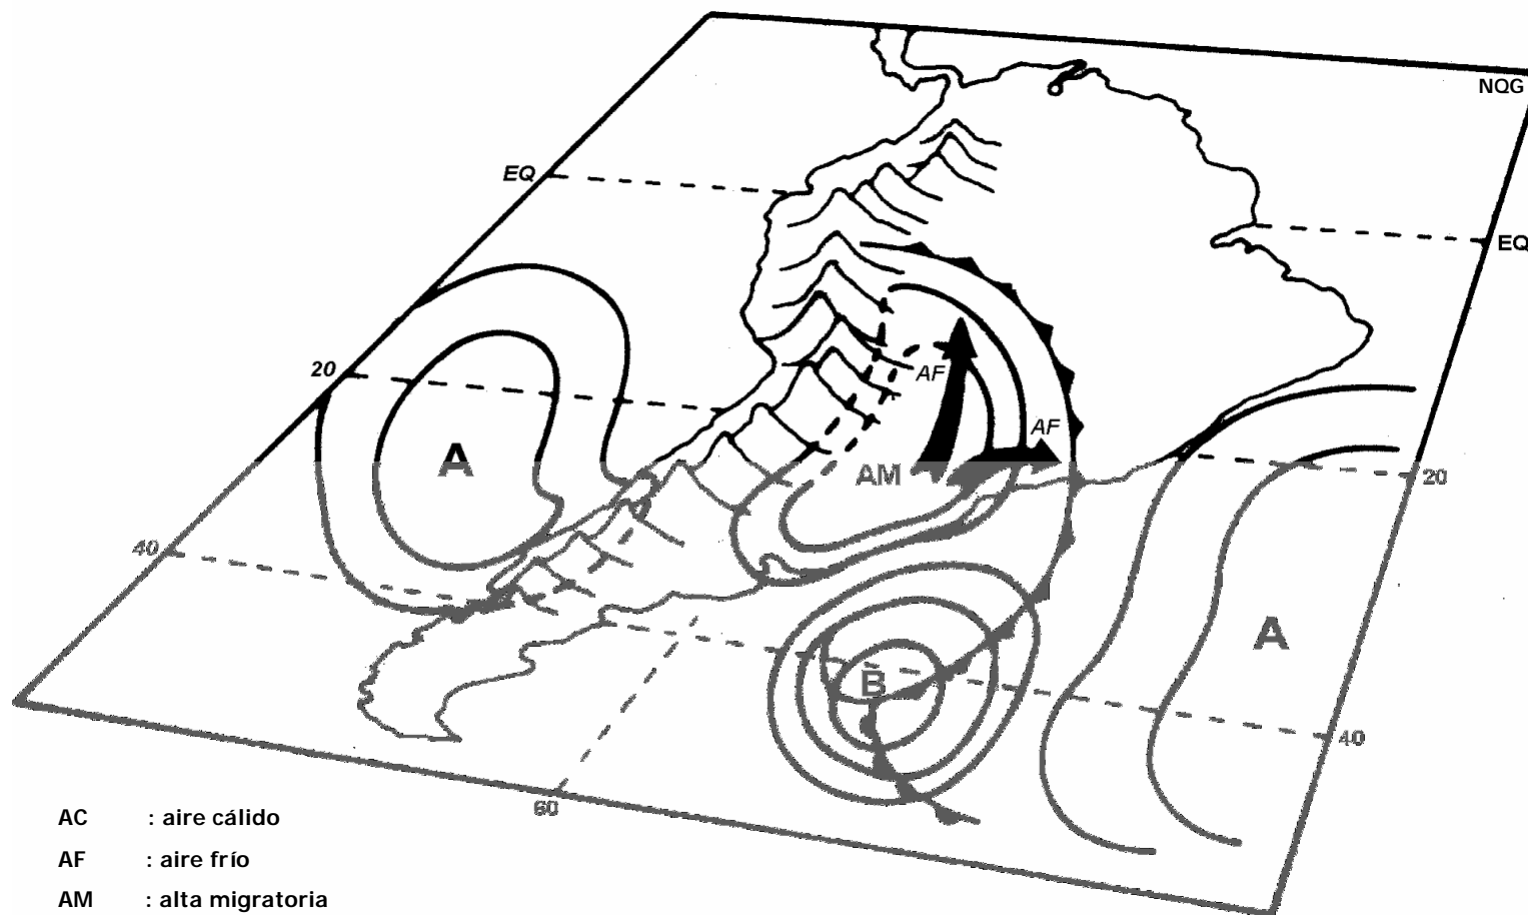 NQG
EQ
EQ
20
AF
AF
A
AM
20
40
A
B
40
60
AC : aire cálido
AF : aire frío
AM : alta migratoria